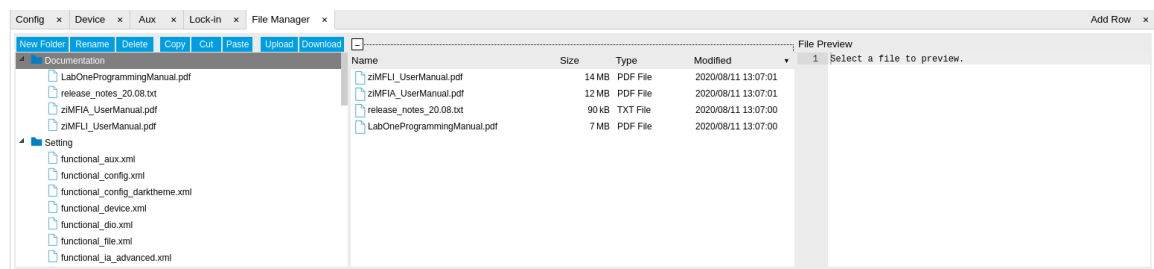 Config × Device × Aux × Lock-in × File Manager × Add Row ×
New Folder Rename Delete Copy Cut Paste Upload Download
Documentation
LabOneProgrammingManual.pdf
release_notes_20.08.txt
ziMFIA_UserManual.pdf
ziMFLI_UserManual.pdf
Setting
functional_aux.xml
functional_config.xml
functional_config_darktheme.xml
functional_device.xml
functional_dio.xml
functional_file.xml
functional_ia_advanced.xml
Name Size Type Modified
ziMFLI_UserManual.pdf 14 MB PDF File 2020/08/11 13:07:01
ziMFIA_UserManual.pdf 12 MB PDF File 2020/08/11 13:07:01
release_notes_20.08.txt 90 kB TXT File 2020/08/11 13:07:00
LabOneProgrammingManual.pdf 7 MB PDF File 2020/08/11 13:07:00
File Preview
1 Select a file to preview.